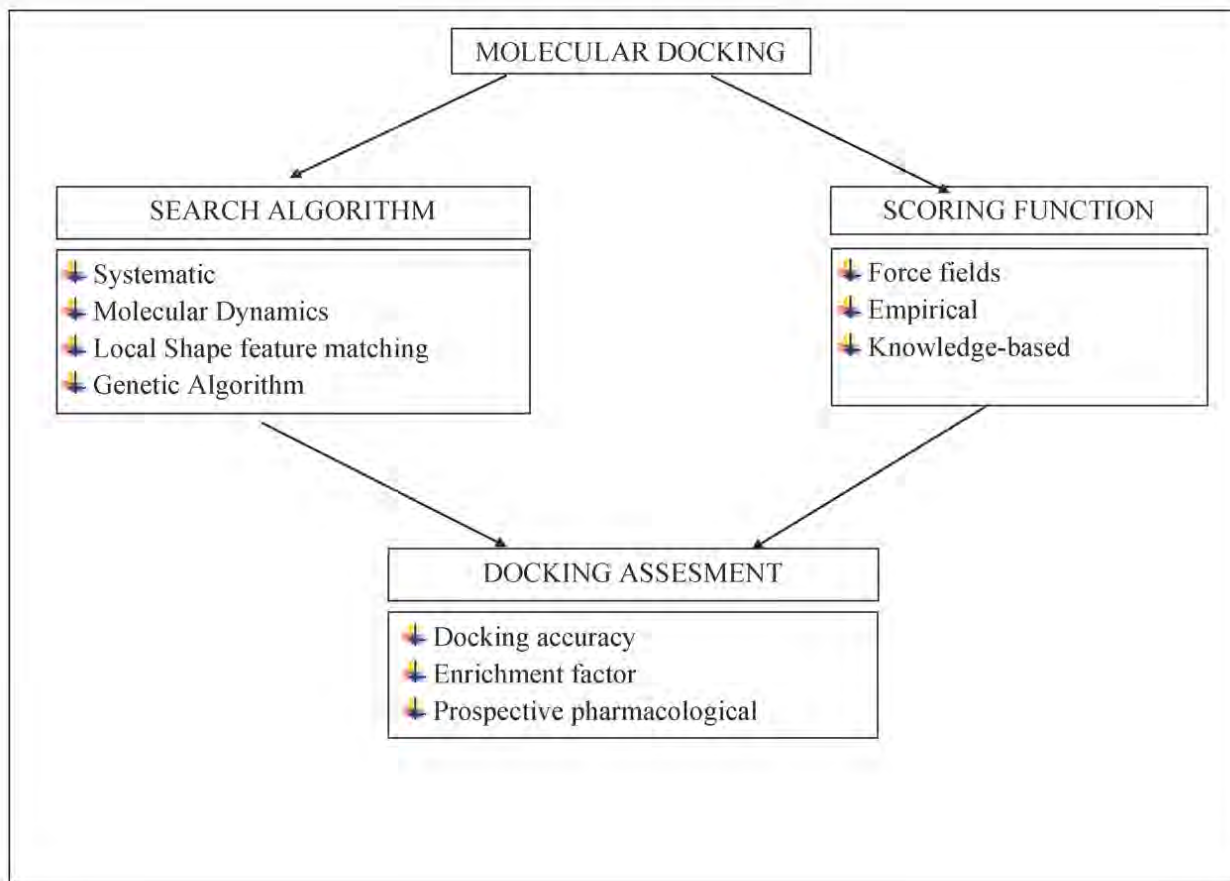 MOLECULAR DOCKING
SEARCH ALGORITHM
Systematic
Molecular Dynamics
Local Shape feature matching
Genetic Algorithm
SCORING FUNCTION
Force fields
Empirical
Knowledge-based
DOCKING ASSESMENT
Docking accuracy
Enrichment factor
Prospective pharmacological